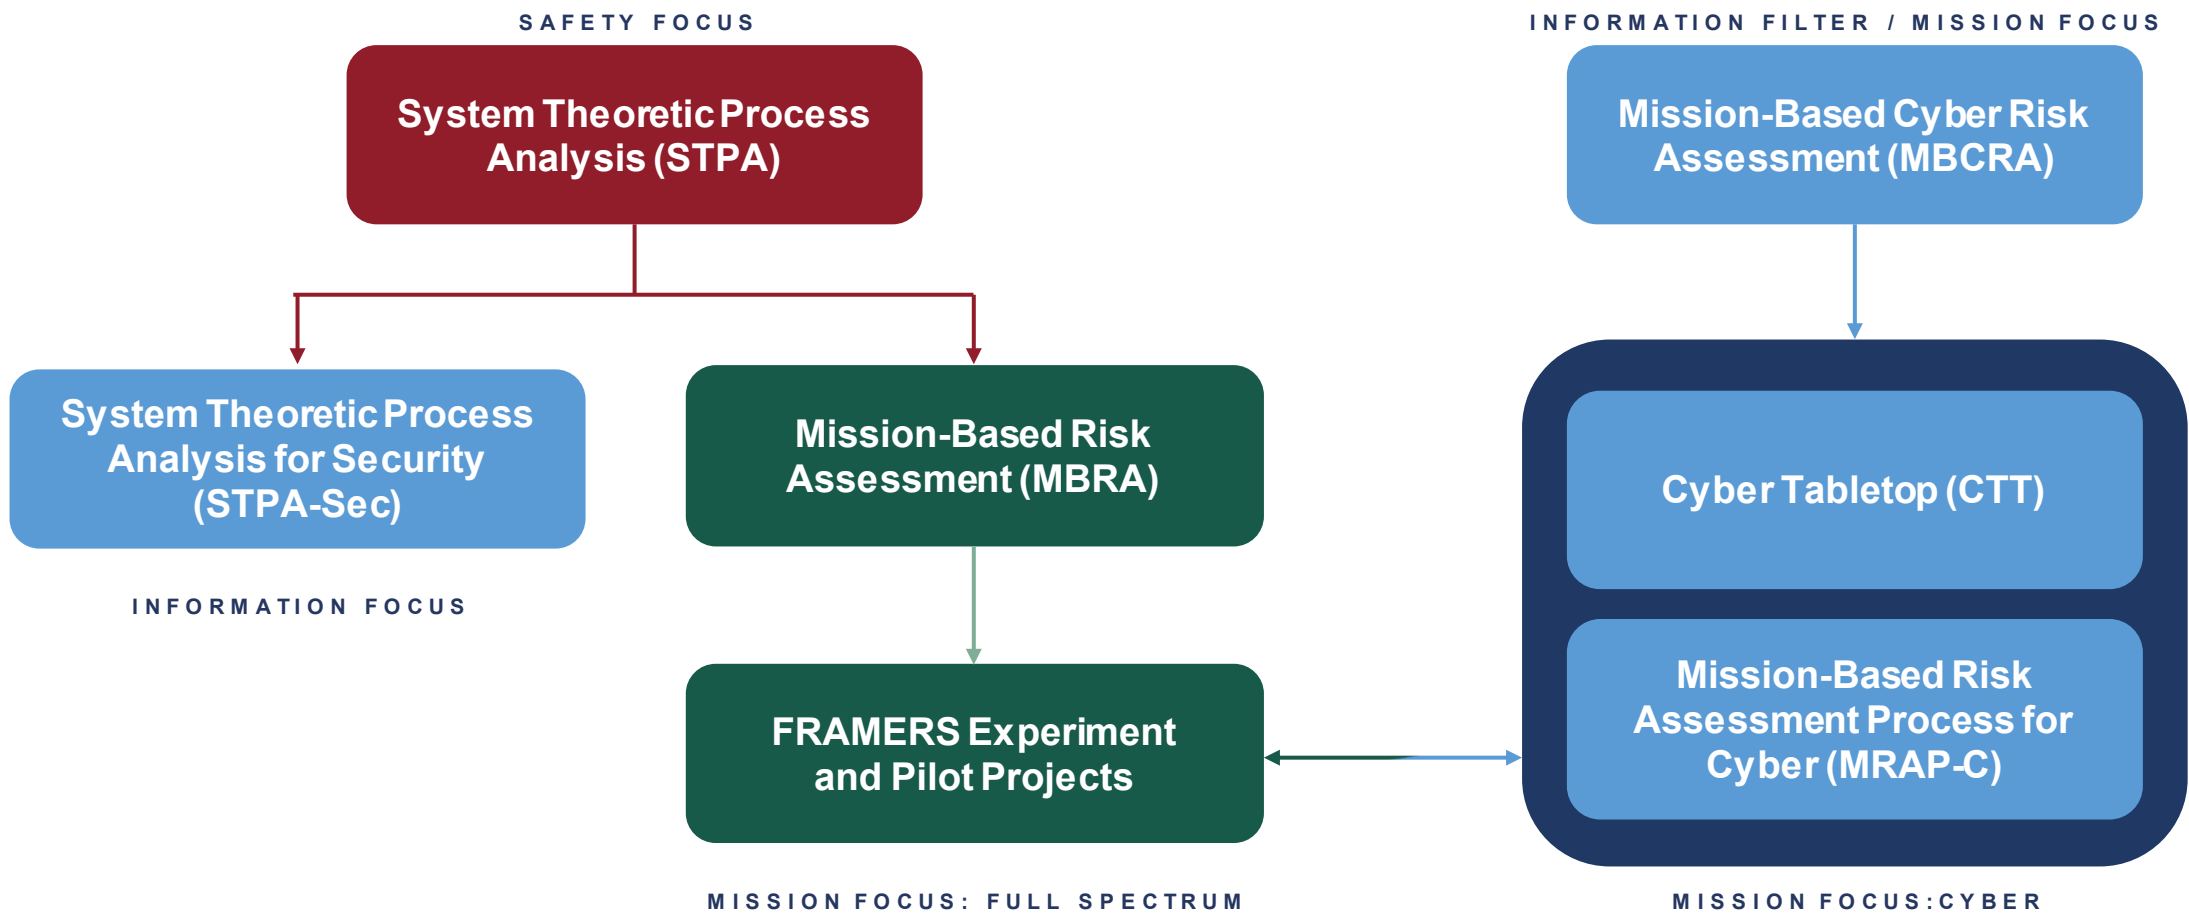 SAFETY FOCUS
INFORMATION FILTER / MISSION FOCUS
System Theoretic Process
Analysis (STPA)
Mission-Based Cyber Risk
Assessment (MBCRA)
System Theoretic Process
Analysis for Security
(STPA-Sec)
INFORMATION FOCUS
Mission-Based Risk
Assessment (MBRA)
Cyber Tabletop (CTT)
FRAMERS Experiment
and Pilot Projects
Mission-Based Risk
Assessment Process for
Cyber (MRAP-C)
MISSION FOCUS: FULL SPECTRUM
MISSION FOCUS:CYBER